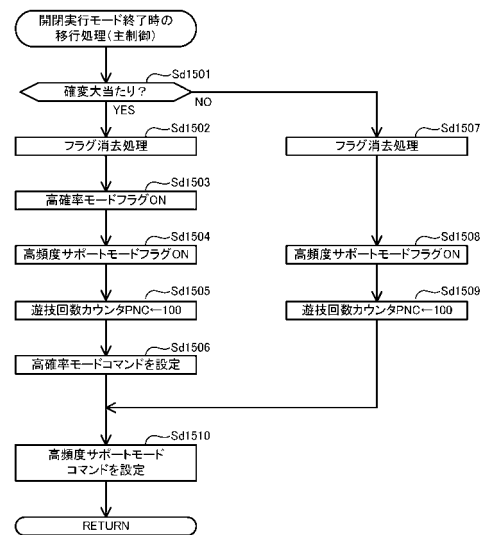 開閉実行モード終了時の
移行処理(主制御)
Sd1501
確変大当たり?
YES
NO
Sd1502
フラグ消去処理
Sd1503
高確率モードフラグON
Sd1504
高頻度サポートモードフラグON
Sd1505
遊技回数カウンタPNC←100
Sd1506
高確率モードコマンドを設定
Sd1507
フラグ消去処理
Sd1508
高頻度サポートモードフラグON
Sd1509
遊技回数カウンタPNC←100
Sd1510
高頻度サポートモード
コマンドを設定
RETURN